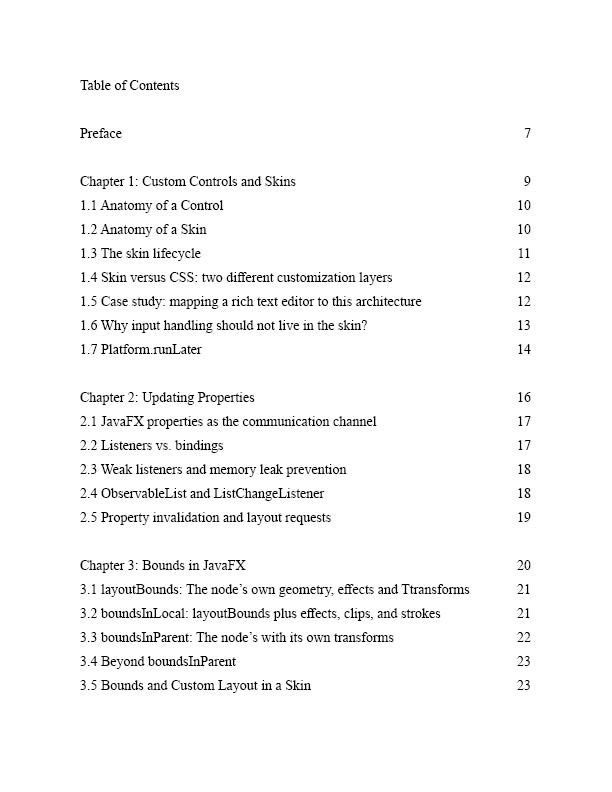 Table of Contents
Preface 7
Chapter 1: Custom Controls and Skins 9
1.1 Anatomy of a Control 10
1.2 Anatomy of a Skin 10
1.3 The skin lifecycle 11
1.4 Skin versus CSS: two different customization layers 12
1.5 Case study: mapping a rich text editor to this architecture 12
1.6 Why input handling should not live in the skin? 13
1.7 Platform.runLater 14
Chapter 2: Updating Properties 16
2.1 JavaFX properties as the communication channel 17
2.2 Listeners vs. bindings 17
2.3 Weak listeners and memory leak prevention 18
2.4 ObservableList and ListChangeListener 18
2.5 Property invalidation and layout requests 19
Chapter 3: Bounds in JavaFX 20
3.1 layoutBounds: The node’s own geometry, effects and Ttransforms 21
3.2 boundsInLocal: layoutBounds plus effects, clips, and strokes 21
3.3 boundsInParent: The node’s with its own transforms 22
3.4 Beyond boundsInParent 23
3.5 Bounds and Custom Layout in a Skin 23